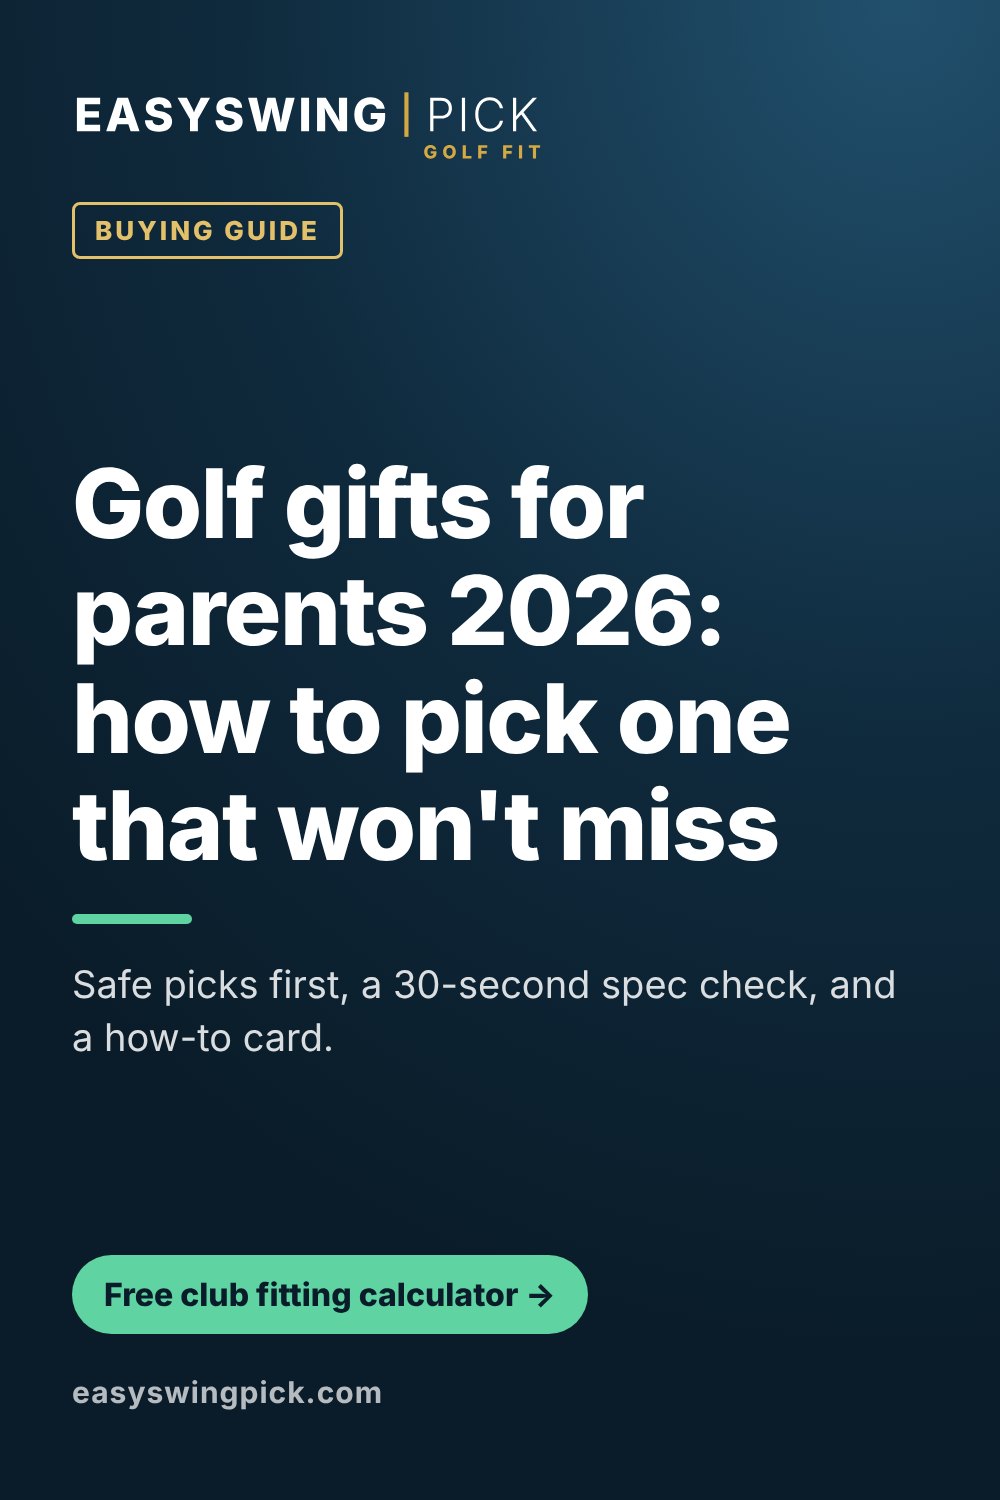 EASYSWING | PICK
GOLF FIT
BUYING GUIDE
Golf gifts for
parents 2026:
how to pick one
that won't miss
Safe picks first, a 30-second spec check, and
a how-to card.
Free club fitting calculator →
easyswingpick.com